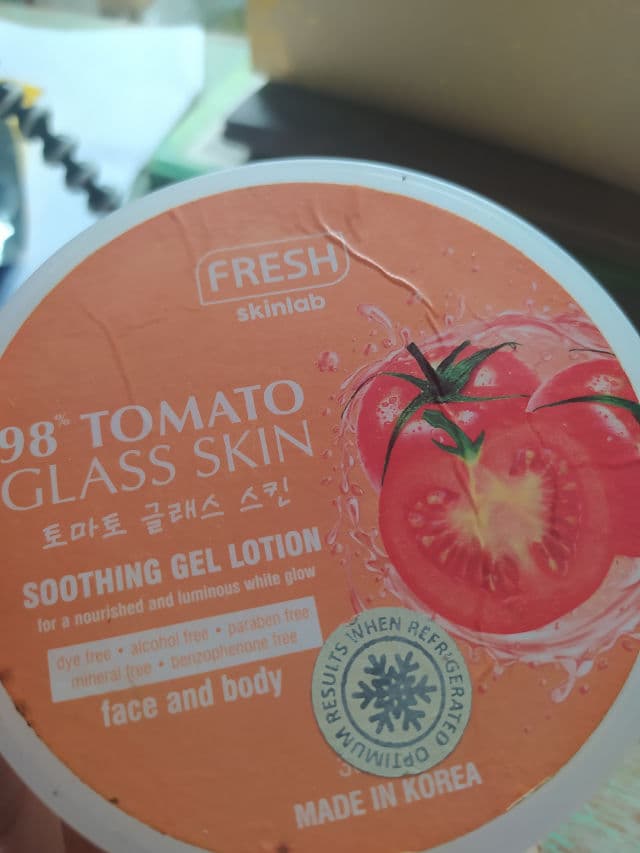 FRESH
skinlab
98% TOMATO
GLASS SKIN
토마토 글래스 스킨
SOOTHING GEL LOTION
for a nourished and luminous white glow
dye free • alcohol free • paraben free
mineral free • benzophenone free
face and body
OPTIMUM RESULTS WHEN REFRIGERATED
MADE IN KOREA